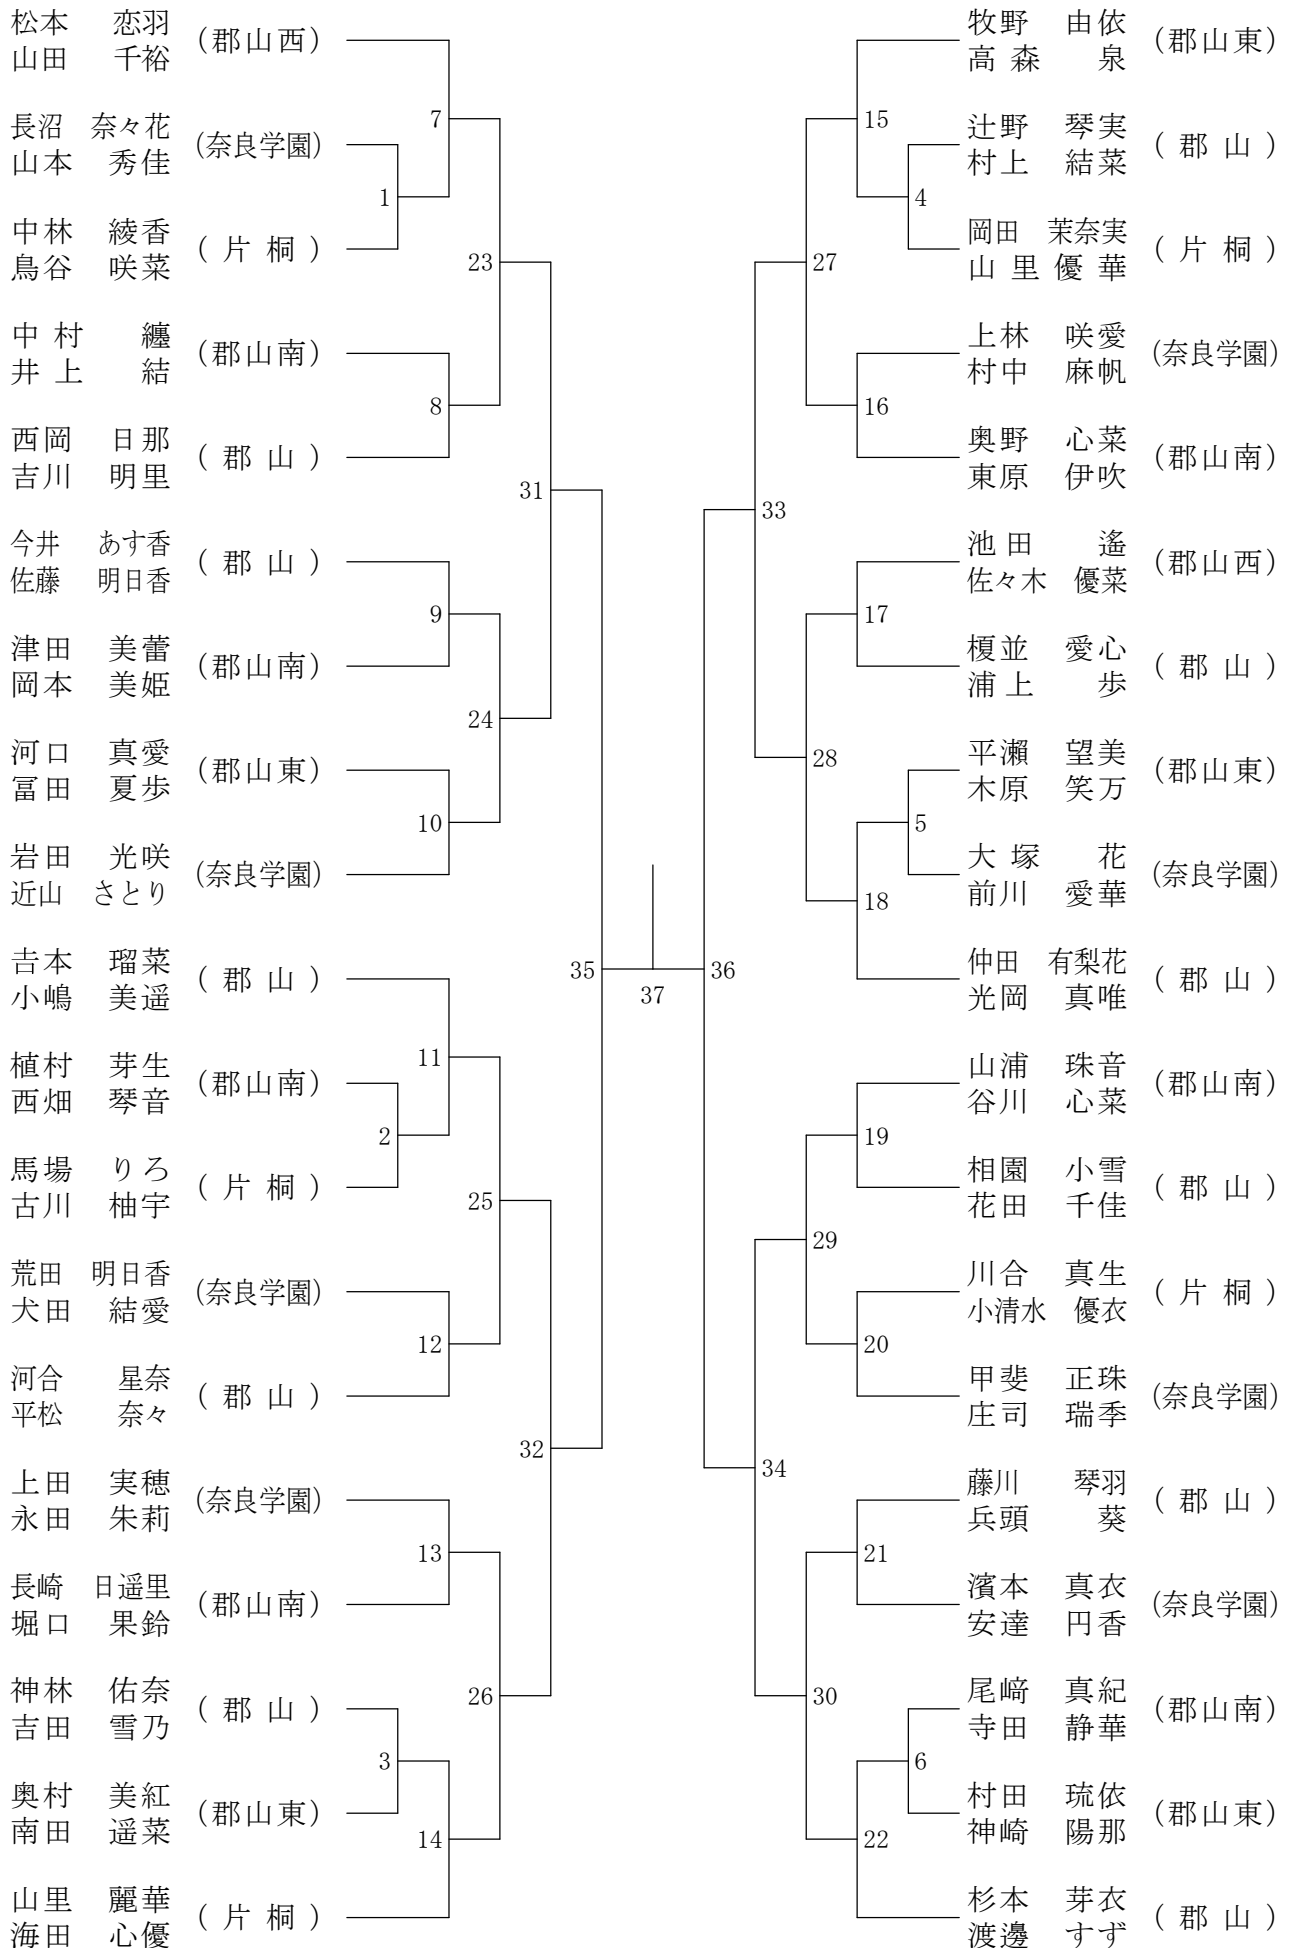 松本 恋羽
山田 千裕
(郡山西)
長沼 奈々花
山本 秀佳
(奈良学園)
中林 綾香
鳥谷 咲菜
(片桐)
中村 纏
井上 結
(郡山南)
西岡 日那
吉川 明里
(郡山)
今井 あす香
佐藤 明日香
(郡山)
津田 美蕾
岡本 美姫
(郡山南)
河口 真愛
冨田 夏歩
(郡山東)
岩田 光咲
近山 さとり
(奈良学園)
𠮷本 瑠菜
小嶋 美遥
(郡山)
植村 芽生
西畑 琴音
(郡山南)
馬場 りろ
古川 柚宇
(片桐)
荒田 明日香
犬田 結愛
(奈良学園)
河合 星奈
平松 奈々
(郡山)
上田 実穂
永田 朱莉
(奈良学園)
長崎 日遥里
堀口 果鈴
(郡山南)
神林 佑奈
吉田 雪乃
(郡山)
奥村 美紅
南田 遥菜
(郡山東)
山里 麗華
海田 心優
(片桐)
7
1
23
8
31
9
24
10
35
11
2
25
12
32
13
26
3
14
37
36
15
4
27
16
33
17
28
5
18
19
29
20
34
21
30
6
22
牧野 由依
高森 泉
(郡山東)
辻野 琴実
村上 結菜
(郡山)
岡田 茉奈実
山里優華
(片桐)
上林 咲愛
村中 麻帆
(奈良学園)
奥野 心菜
東原 伊吹
(郡山南)
池田 遙
佐々木 優菜
(郡山西)
榎並 愛心
浦上 歩
(郡山)
平瀨 望美
木原 笑万
(郡山東)
大塚 花
前川 愛華
(奈良学園)
仲田 有梨花
光岡 真唯
(郡山)
山浦 珠音
谷川 心菜
(郡山南)
相園 小雪
花田 千佳
(郡山)
川合 真生
小清水 優衣
(片桐)
甲斐 正珠
庄司 瑞季
(奈良学園)
藤川 琴羽
兵頭 葵
(郡山)
濱本 真衣
安達 円香
(奈良学園)
尾﨑 真紀
寺田 静華
(郡山南)
村田 琉依
神崎 陽那
(郡山東)
杉本 芽衣
渡邊 すず
(郡山)